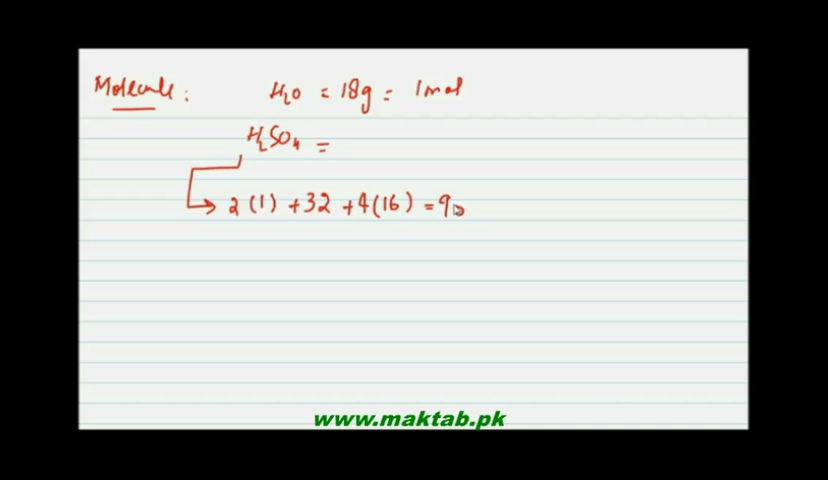 Molecule : H₂O = 18g = 1mol
H₂SO₄ =
2 (1) + 32 + 4 (16) = 9
www.maktab.pk